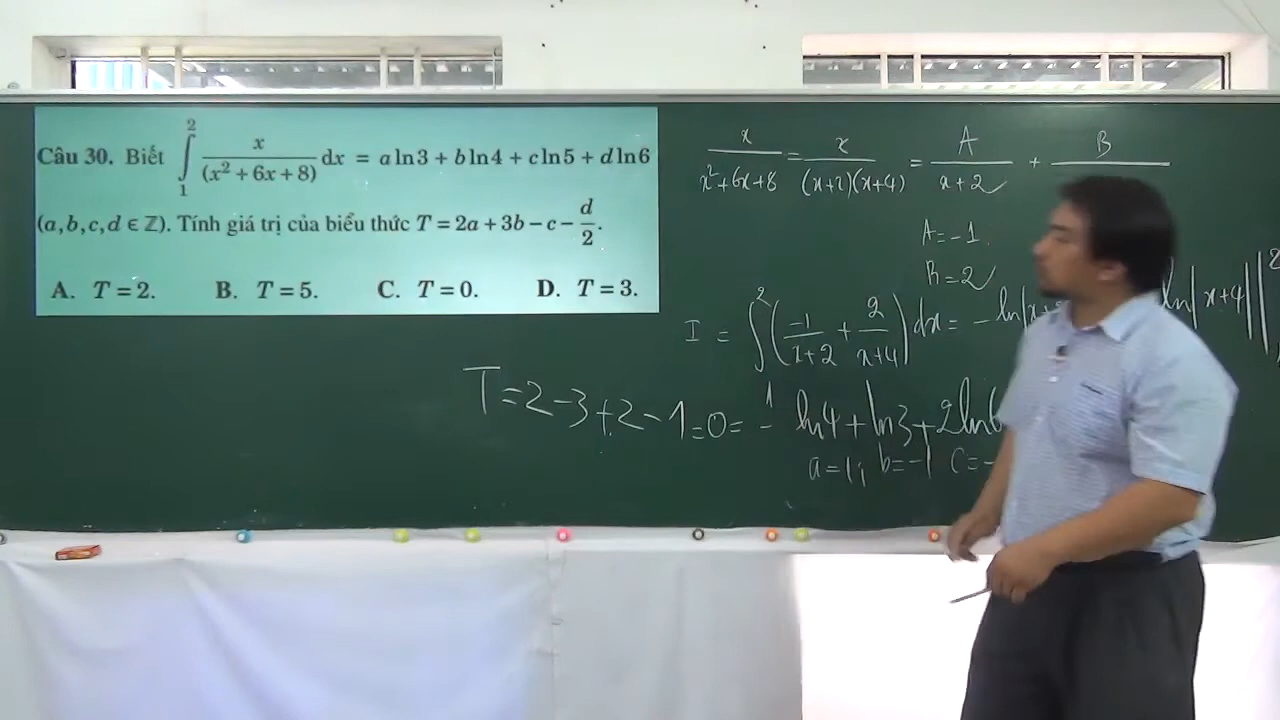 Câu 30. Biết ∫₁² x/(x² + 6x + 8) dx = a ln3 + b ln4 + c ln5 + d ln6
(a, b, c, d ∈ ℤ). Tính giá trị của biểu thức T = 2a + 3b − c − d/2.
A. T = 2. B. T = 5. C. T = 0. D. T = 3.
x/(x²+6x+8) = x/((x+2)(x+4)) = A/(x+2) + B/
A = -1.
B = 2
I = ∫₁² (-1/(x+2) + 2/(x+4)) dx = - ln|x+ ln|x+4| | 2
T = 2 - 3 + 2 - 1 = 0 = - ln4 + ln3 + 2ln6
a = 1; b = -1 c = -